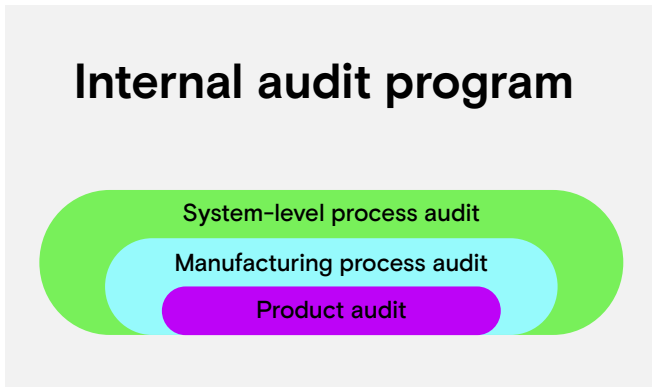 Internal audit program
System-level process audit
Manufacturing process audit
Product audit